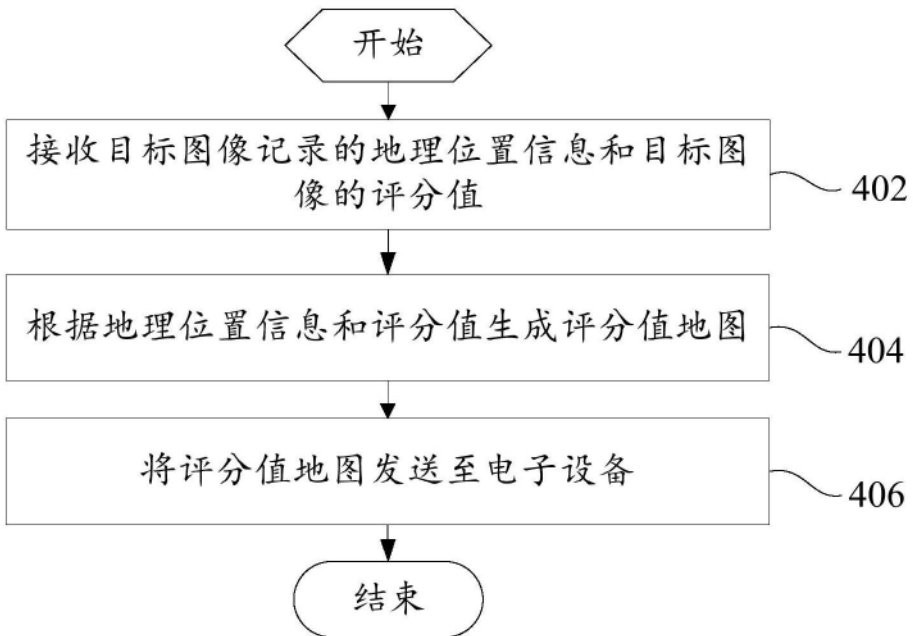 开始
接收目标图像记录的地理位置信息和目标图
像的评分值
402
根据地理位置信息和评分值生成评分值地图
404
将评分值地图发送至电子设备
406
结束